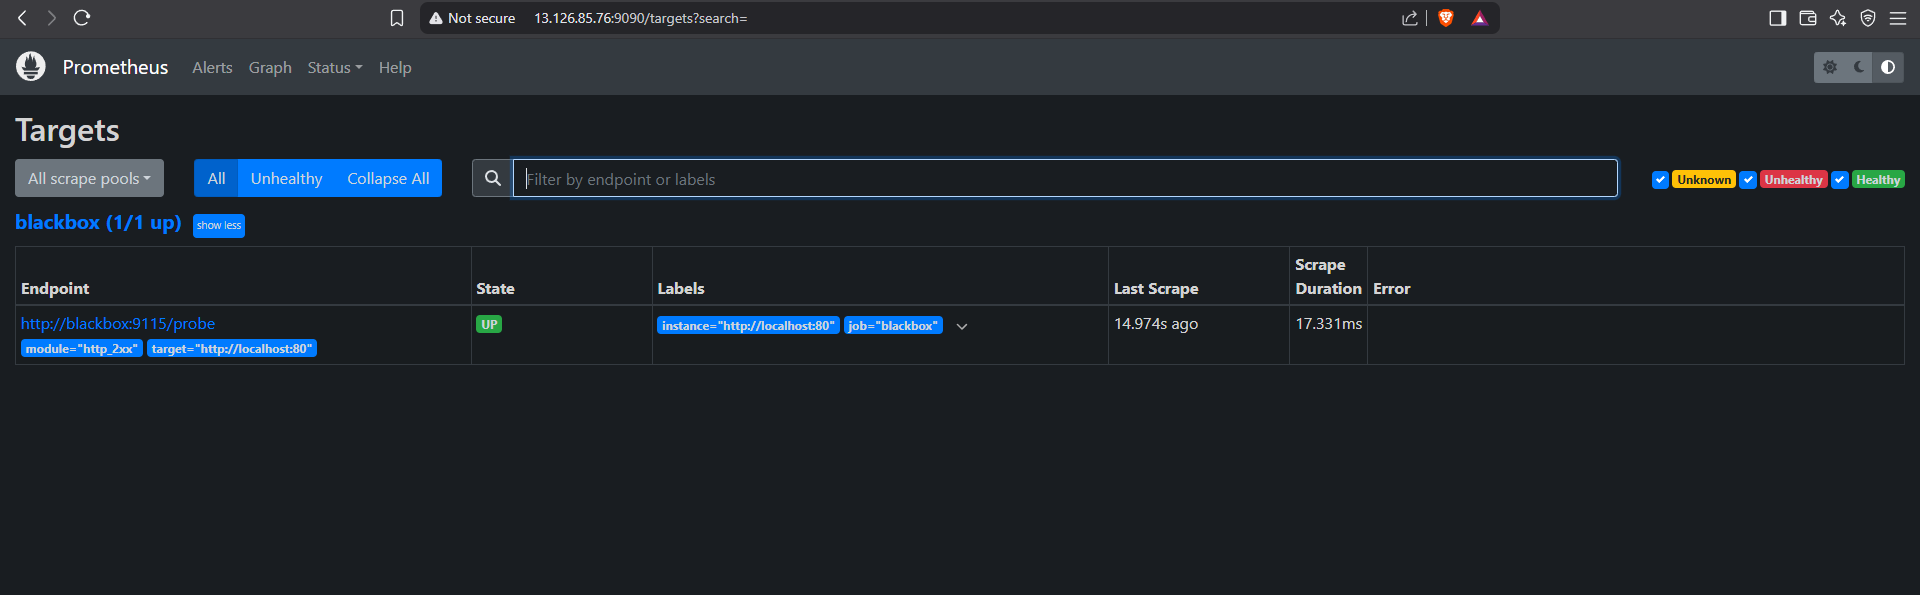 Not secure 13.126.85.76:9090/targets?search=
Prometheus Alerts Graph Status Help
Targets
All scrape pools All Unhealthy Collapse All Filter by endpoint or labels Unknown Unhealthy Healthy
blackbox (1/1 up) show less
Endpoint State Labels Last Scrape Scrape Duration Error
http://blackbox:9115/probe UP instance="http://localhost:80" job="blackbox" 14.974s ago 17.331ms
module="http_2xx" target="http://localhost:80"